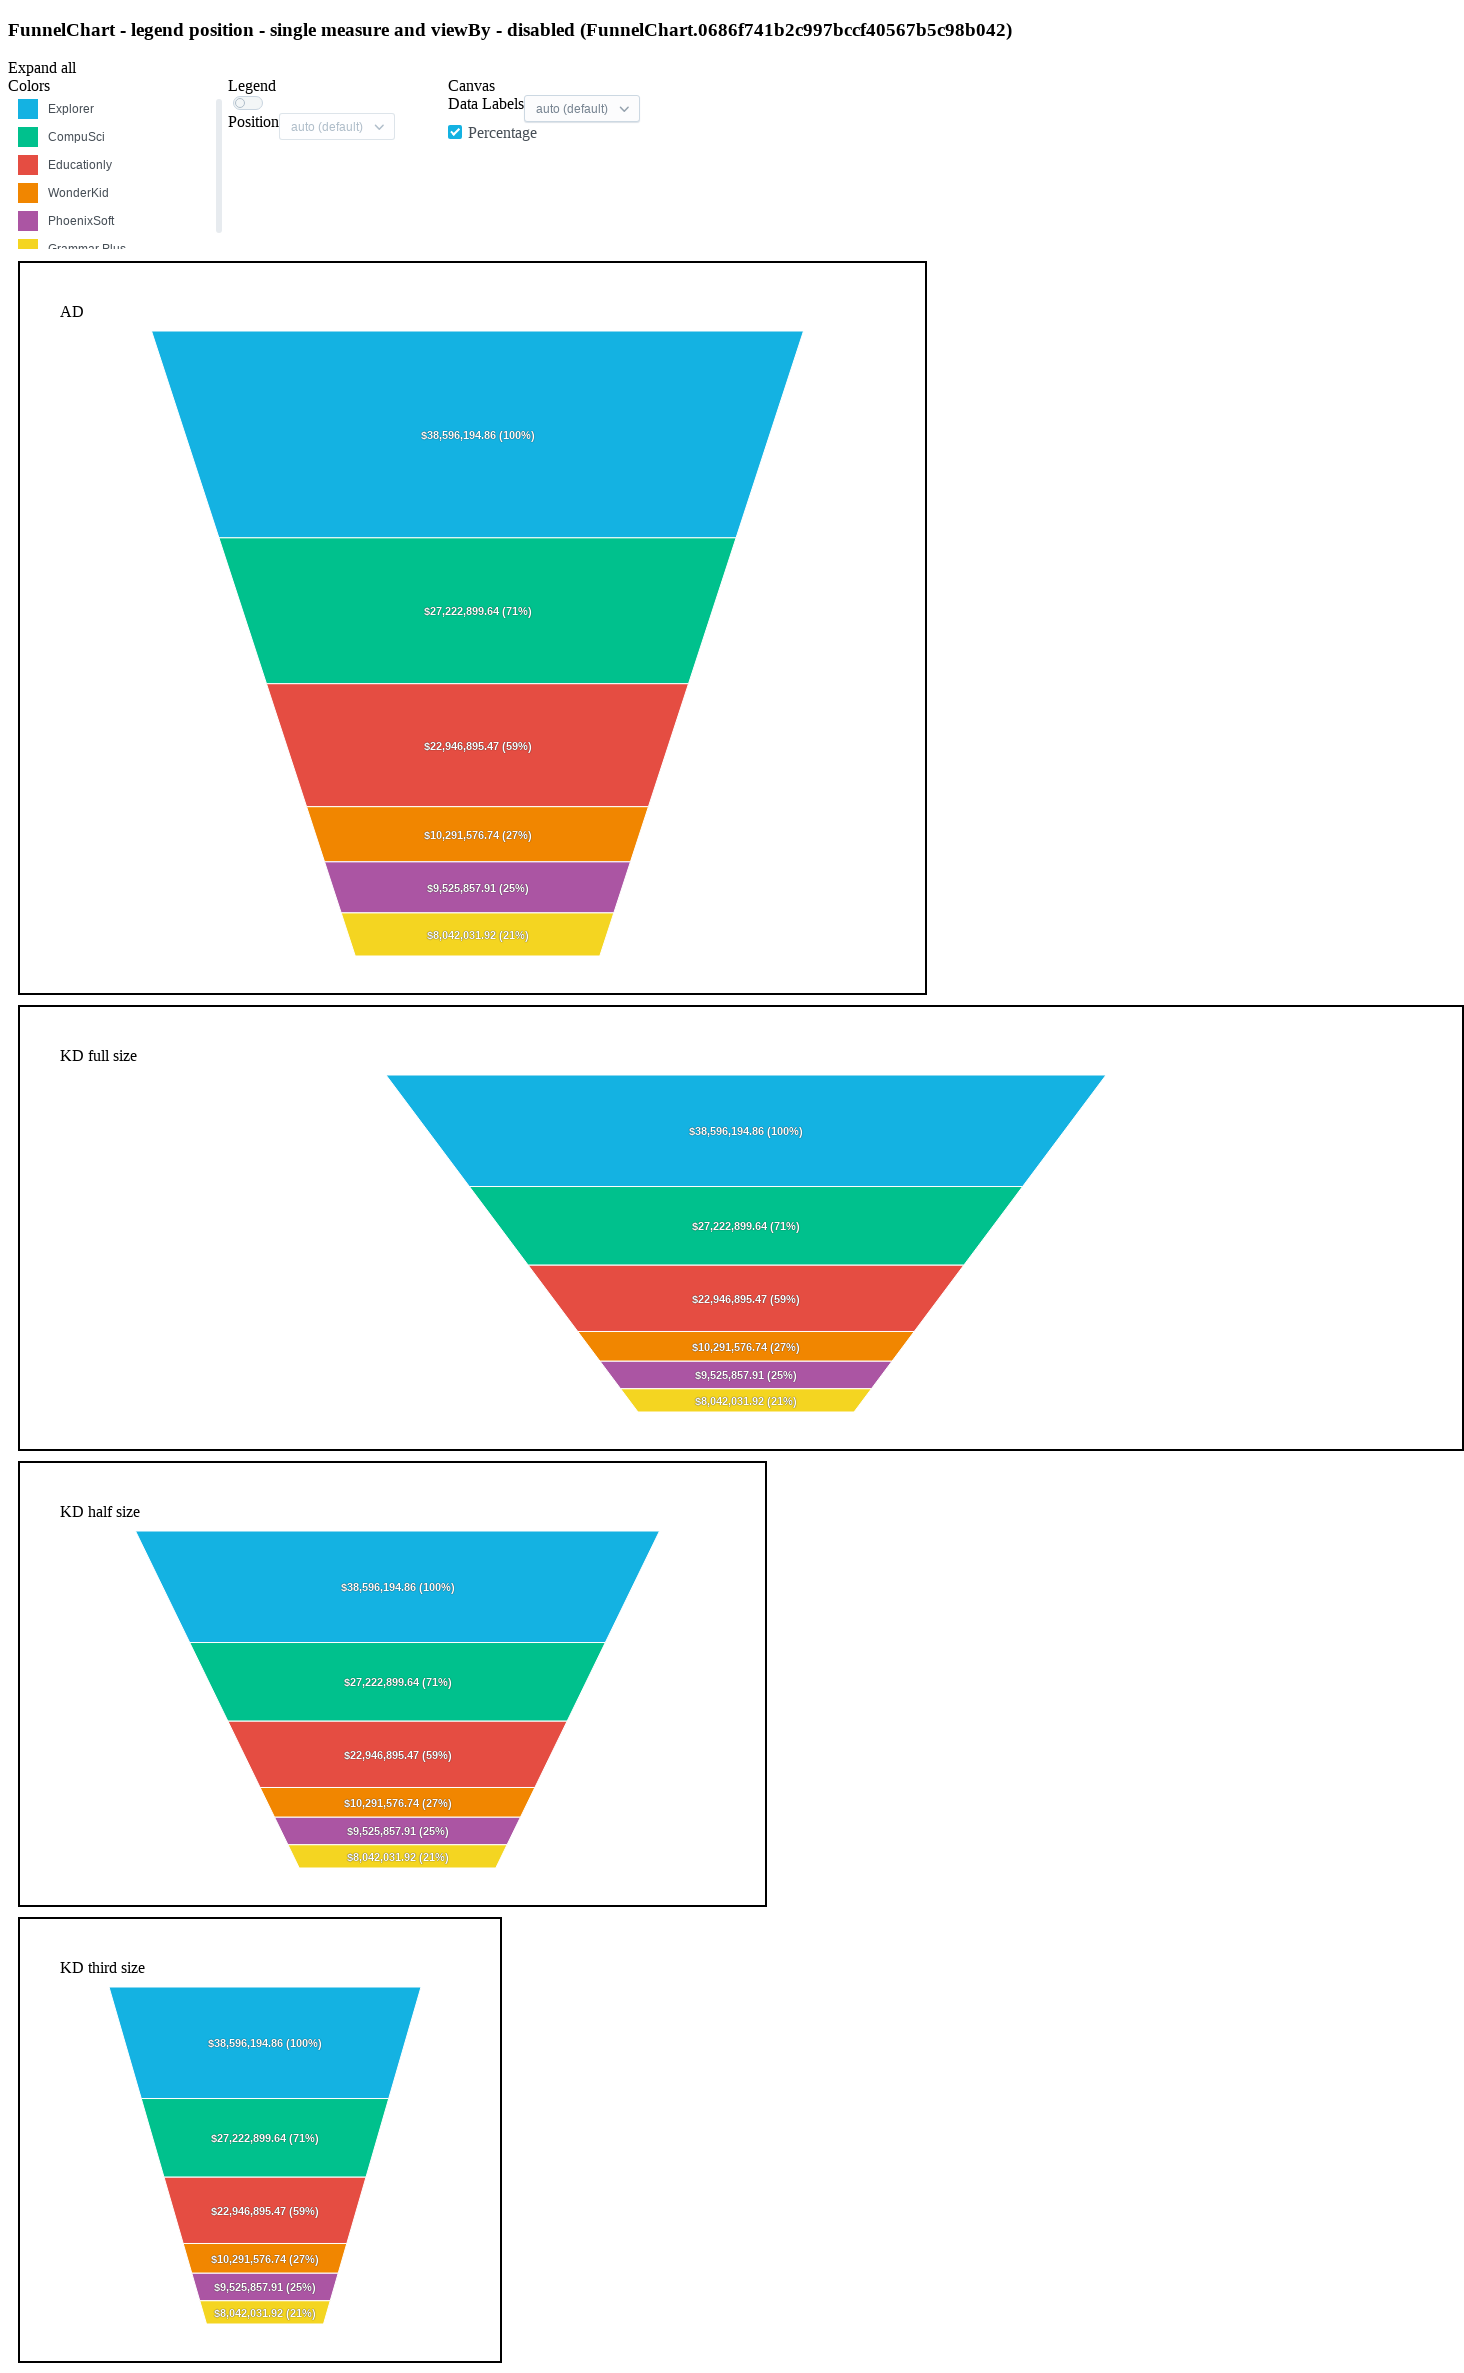 FunnelChart - legend position - single measure and viewBy - disabled (FunnelChart.0686f741b2c997bccf40567b5c98b042)
Expand all
Colors
Explorer
CompuSci
Educationly
WonderKid
PhoenixSoft
Grammar Plus
Legend
Position auto (default)
Canvas
Data Labels auto (default)
Percentage
AD
$38,596,194.86 (100%)
$27,222,899.64 (71%)
$22,946,895.47 (59%)
$10,291,576.74 (27%)
$9,525,857.91 (25%)
$8,042,031.92 (21%)
KD full size
$38,596,194.86 (100%)
$27,222,899.64 (71%)
$22,946,895.47 (59%)
$10,291,576.74 (27%)
$9,525,857.91 (25%)
$8,042,031.92 (21%)
KD half size
$38,596,194.86 (100%)
$27,222,899.64 (71%)
$22,946,895.47 (59%)
$10,291,576.74 (27%)
$9,525,857.91 (25%)
$8,042,031.92 (21%)
KD third size
$38,596,194.86 (100%)
$27,222,899.64 (71%)
$22,946,895.47 (59%)
$10,291,576.74 (27%)
$9,525,857.91 (25%)
$8,042,031.92 (21%)